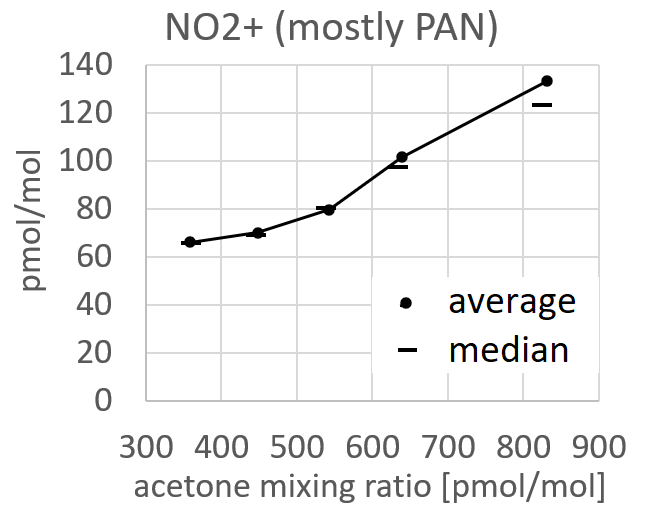 NO2+ (mostly PAN)
140
120
100
80
60
40
20
0
pmol/mol
average
median
300 400 500 600 700 800 900
acetone mixing ratio [pmol/mol]